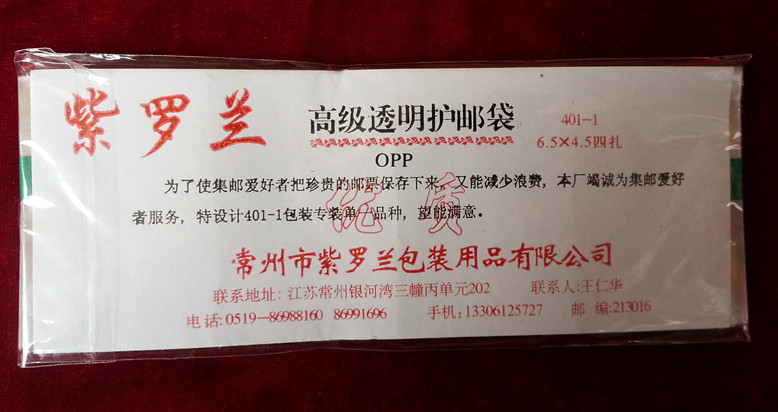 紫罗兰
高级透明护邮袋
401-1
6.5×4.5四扎
OPP
为了使集邮爱好者把珍贵的邮票保存下来，又能减少浪费，本厂竭诚为集邮爱好
者服务，特设计401-1包装专装单一品种，望能满意。
优质
常州市紫罗兰包装用品有限公司
联系地址：江苏常州银河湾三幢丙单元202 联系人：王仁华
电话：0519—86988160 86991696 手机：13306125727 邮编：213016